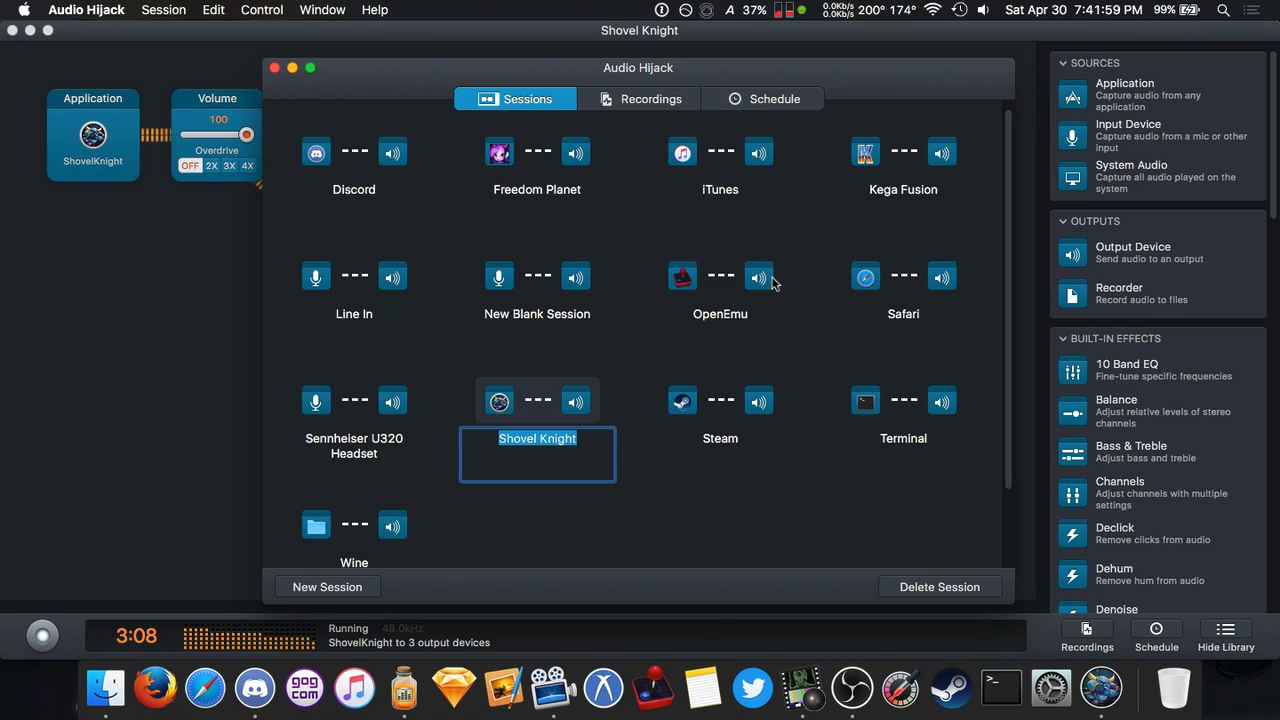 Audio Hijack Session Edit Control Window Help
A 37% 0.0Kb/s 0.0Kb/s 200° 174° Sat Apr 30 7:41:59 PM 99%
Shovel Knight
Application
ShovelKnight
Volume
100
Overdrive
OFF 2X 3X 4X
Audio Hijack
Sessions Recordings Schedule
Discord Freedom Planet iTunes Kega Fusion
Line In New Blank Session OpenEmu Safari
Sennheiser U320
Headset
Shovel Knight Steam Terminal
Wine
New Session Delete Session
SOURCES
Application
Capture audio from any
application
Input Device
Capture audio from a mic or other
input
System Audio
Capture all audio played on the
system
OUTPUTS
Output Device
Send audio to an output
Recorder
Record audio to files
BUILT-IN EFFECTS
10 Band EQ
Fine-tune specific frequencies
Balance
Adjust relative levels of stereo
channels
Bass & Treble
Adjust bass and treble
Channels
Adjust channels with multiple
settings
Declick
Remove clicks from audio
Dehum
Remove hum from audio
Denoise
3:08
Running 48.0kHz
ShovelKnight to 3 output devices
Recordings Schedule Hide Library
GOG
COM